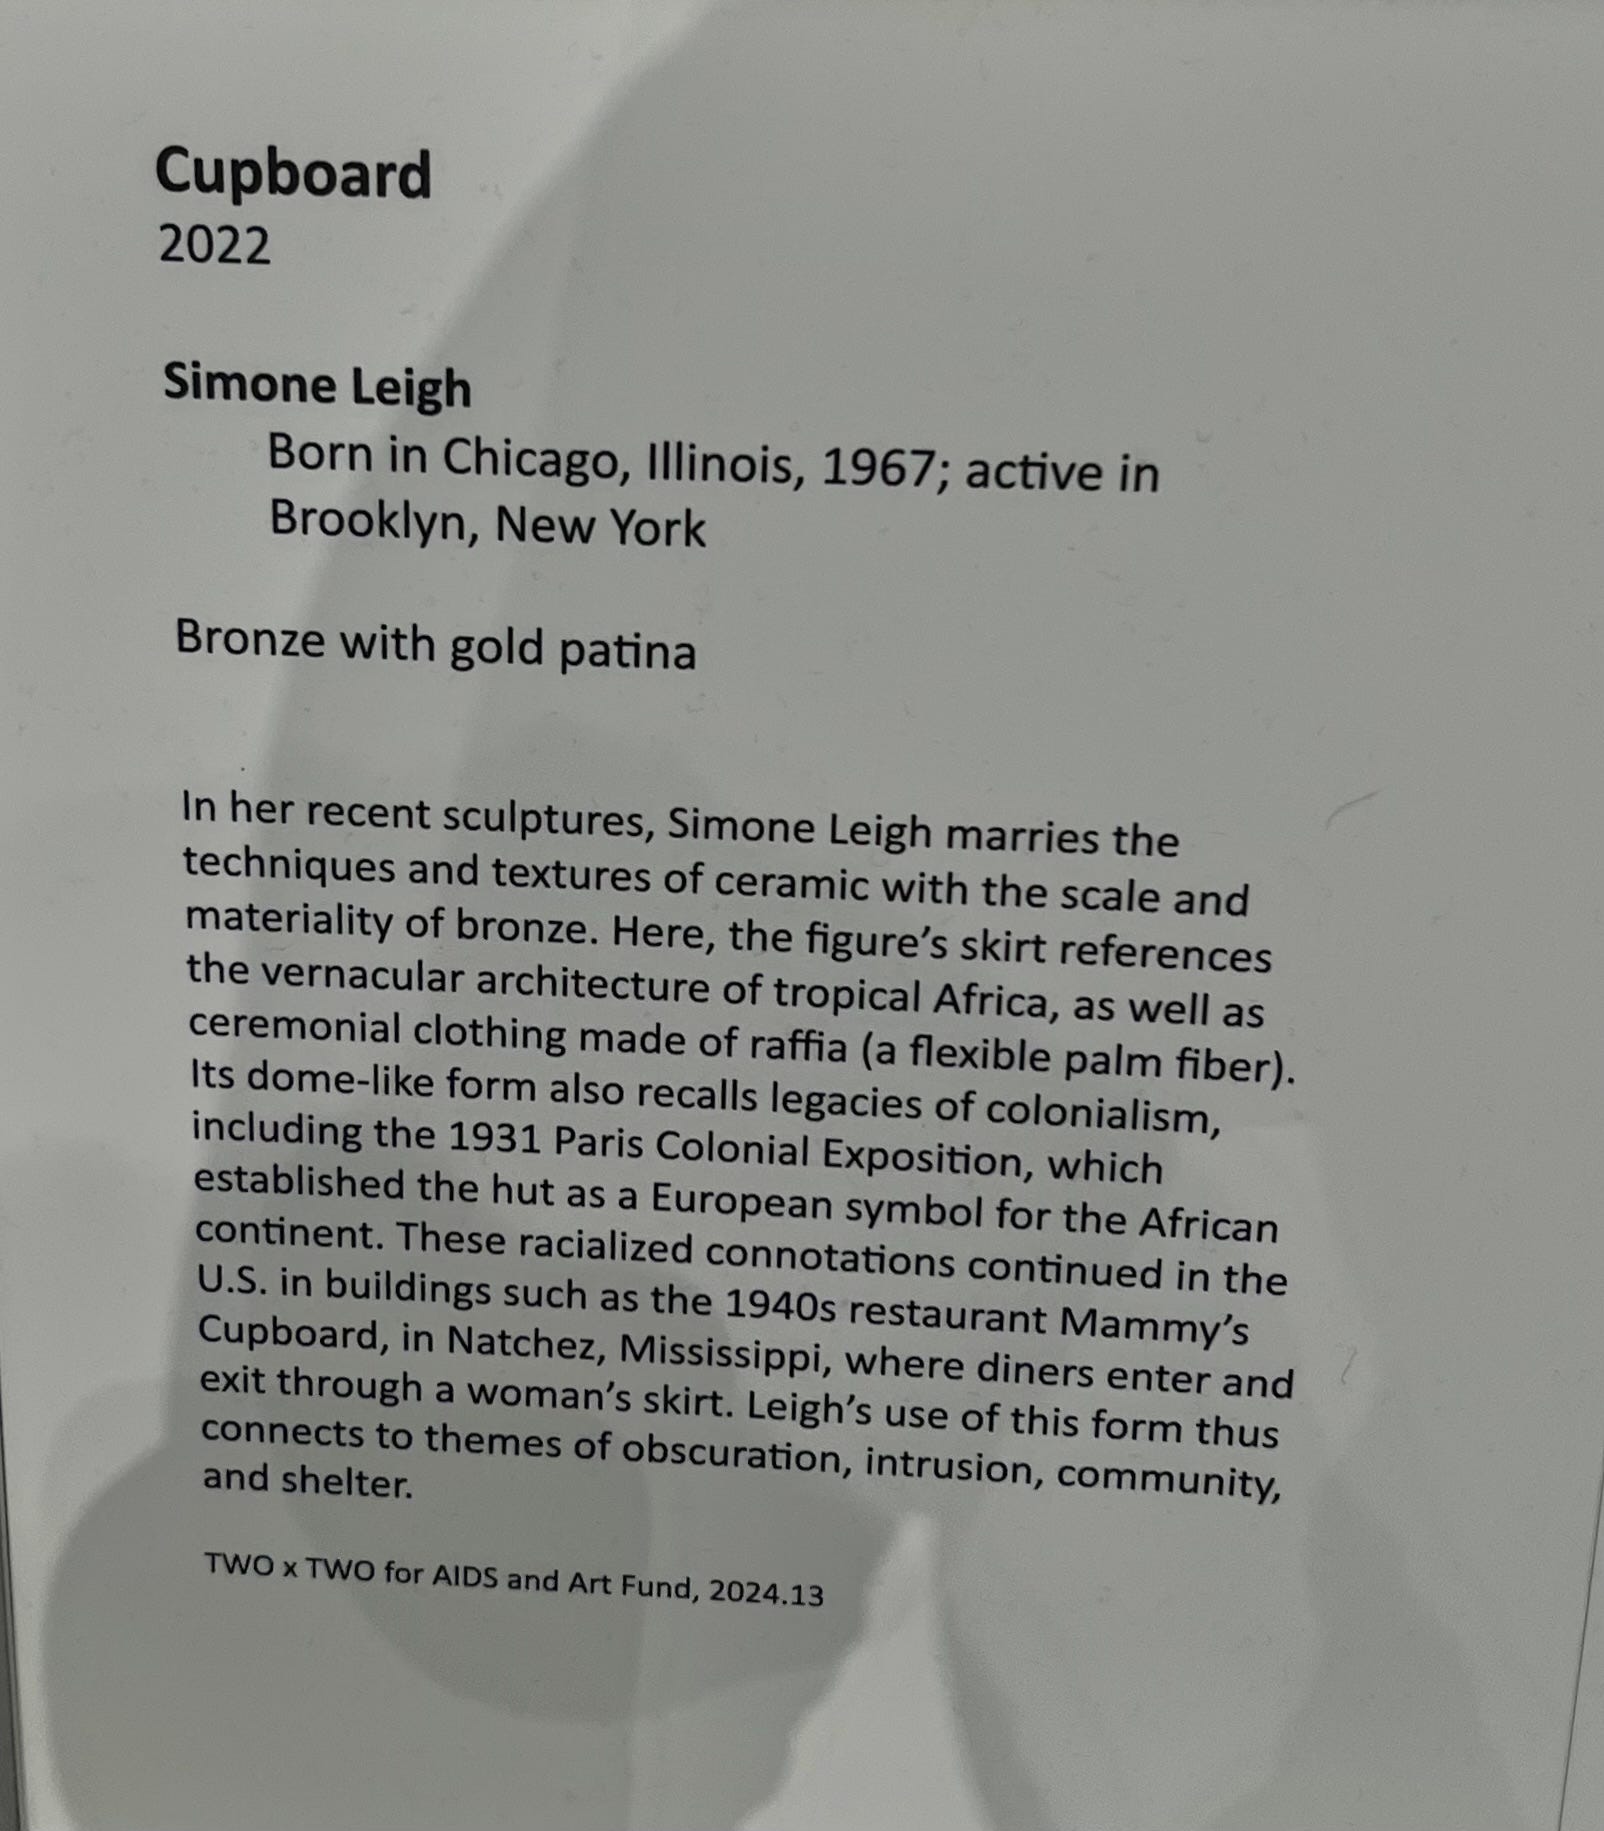 Cupboard
2022
Simone Leigh
Born in Chicago, Illinois, 1967; active in
Brooklyn, New York
Bronze with gold patina
In her recent sculptures, Simone Leigh marries the
techniques and textures of ceramic with the scale and
materiality of bronze. Here, the figure’s skirt references
the vernacular architecture of tropical Africa, as well as
ceremonial clothing made of raffia (a flexible palm fiber).
Its dome-like form also recalls legacies of colonialism,
including the 1931 Paris Colonial Exposition, which
established the hut as a European symbol for the African
continent. These racialized connotations continued in the
U.S. in buildings such as the 1940s restaurant Mammy’s
Cupboard, in Natchez, Mississippi, where diners enter and
exit through a woman’s skirt. Leigh’s use of this form thus
connects to themes of obscuration, intrusion, community,
and shelter.
TWO x TWO for AIDS and Art Fund, 2024.13